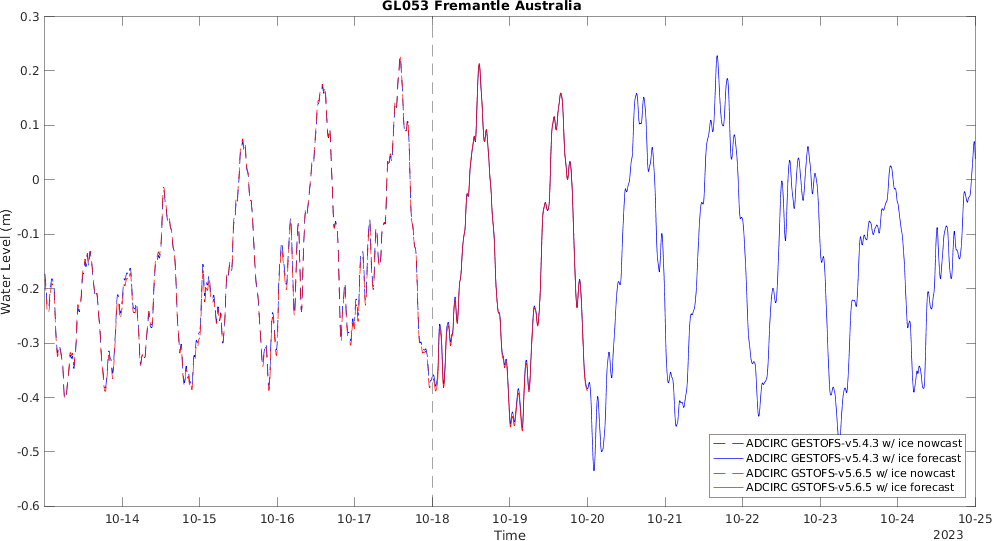 GL053 Fremantle Australia
0.3
0.2
0.1
0
-0.1
-0.2
-0.3
-0.4
-0.5
-0.6
Water Level (m)
10-14 10-15 10-16 10-17 10-18 10-19 10-20 10-21 10-22 10-23 10-24 10-25
Time
2023
ADCIRC GESTOFS-v5.4.3 w/ ice nowcast
ADCIRC GESTOFS-v5.4.3 w/ ice forecast
ADCIRC GSTOFS-v5.6.5 w/ ice nowcast
ADCIRC GSTOFS-v5.6.5 w/ ice forecast